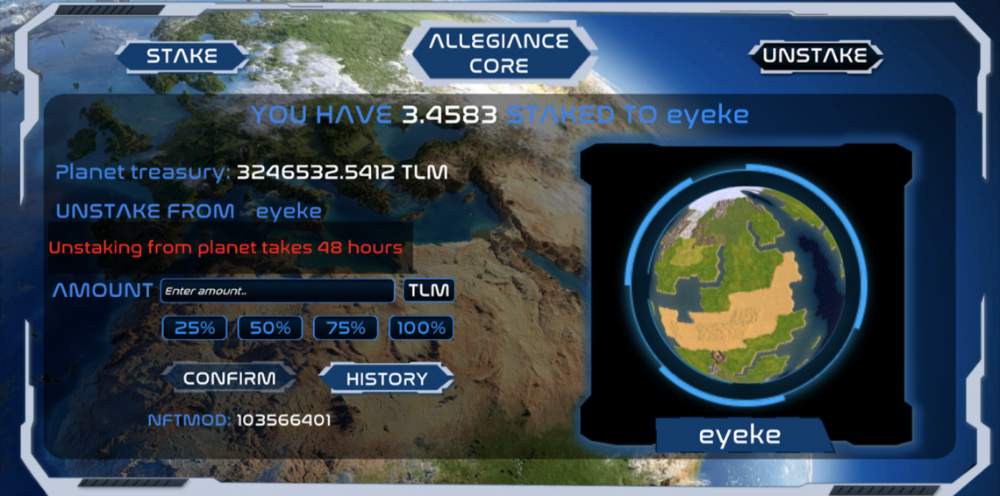 STAKE
ALLEGIANCE
CORE
UNSTAKE
YOU HAVE 3.4583 STAKED TO eyeke
Planet treasury: 3246532.5412 TLM
UNSTAKE FROM eyeke
Unstaking from planet takes 48 hours
AMOUNT Enter amount.. TLM
25% 50% 75% 100%
CONFIRM HISTORY
NFTMOD: 103566401
eyeke